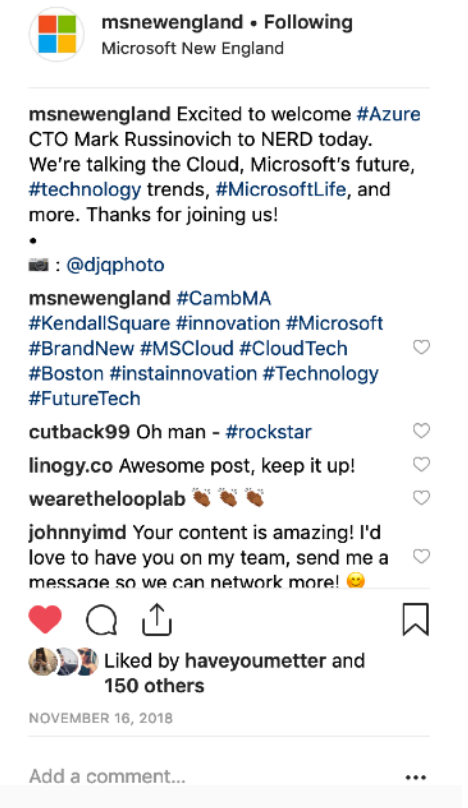 msnewengland • Following
Microsoft New England
msnewengland Excited to welcome #Azure
CTO Mark Russinovich to NERD today.
We're talking the Cloud, Microsoft's future,
#technology trends, #MicrosoftLife, and
more. Thanks for joining us!
•
📷 : @djqphoto
msnewengland #CambMA
#KendallSquare #innovation #Microsoft
#BrandNew #MSCloud #CloudTech
#Boston #instainnovation #Technology
#FutureTech
cutback99 Oh man - #rockstar
linogy.co Awesome post, keep it up!
wearethelooplab 👏🏾 👏🏾 👏🏾
johnnyimd Your content is amazing! I'd
love to have you on my team, send me a
message so we can network more! 😊
Liked by haveyoumetter and
150 others
NOVEMBER 16, 2018
Add a comment...